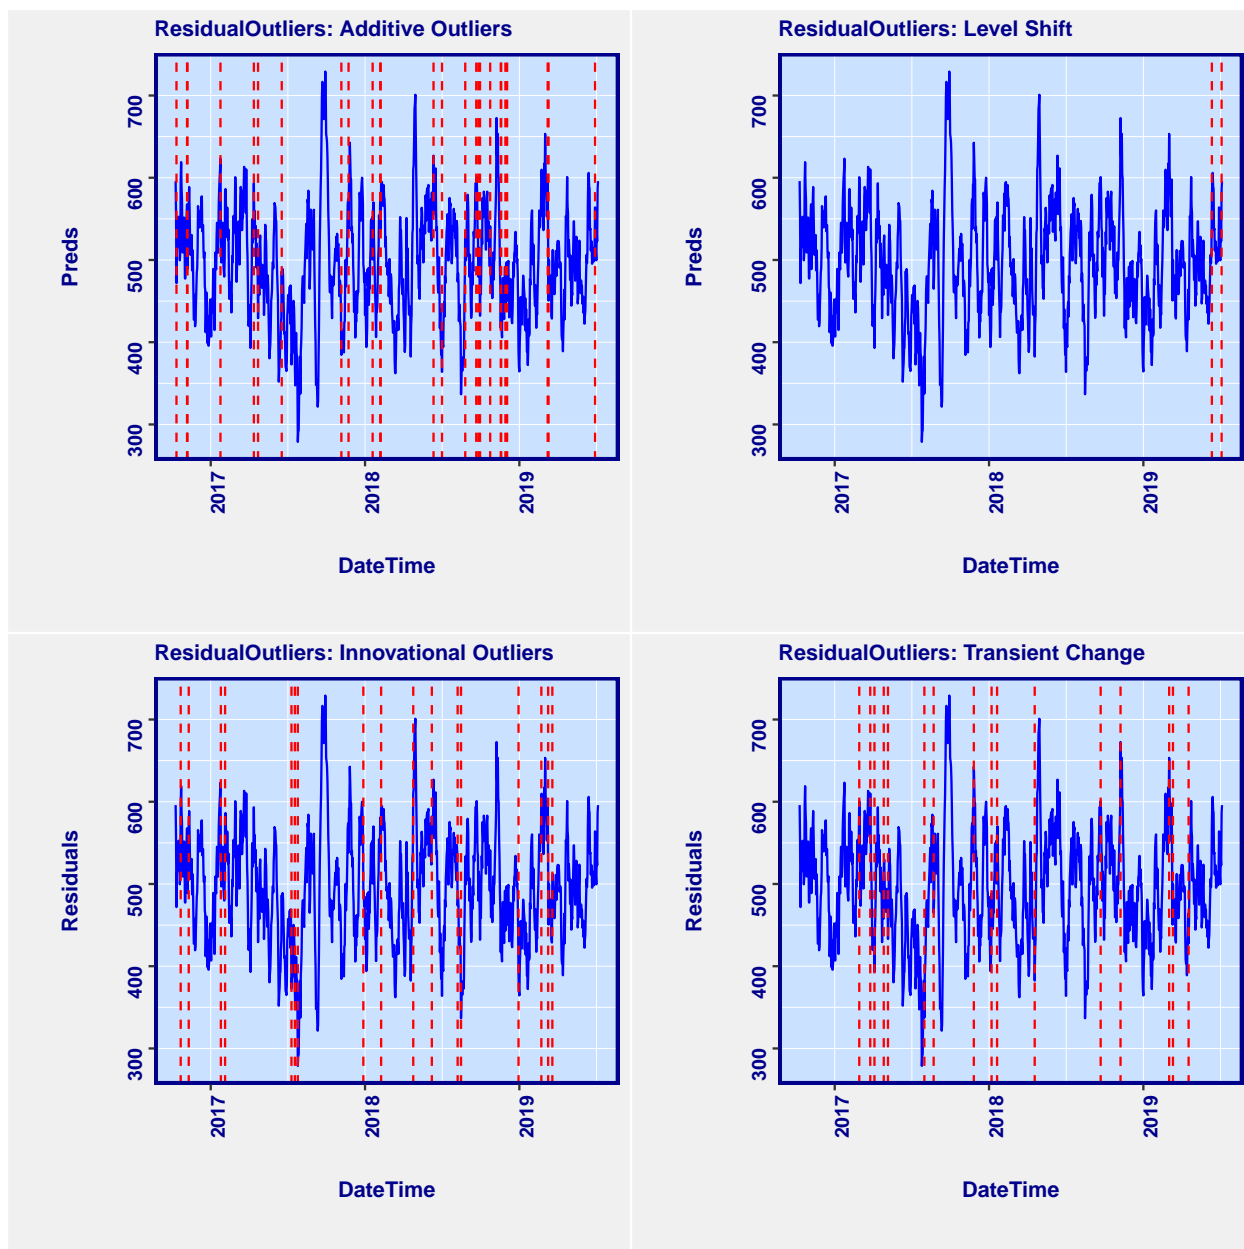 ResidualOutliers: Additive Outliers
Preds
700
600
500
400
300
2017
2018
2019
DateTime
ResidualOutliers: Level Shift
Preds
700
600
500
400
300
2017
2018
2019
DateTime
ResidualOutliers: Innovational Outliers
Residuals
700
600
500
400
300
2017
2018
2019
DateTime
ResidualOutliers: Transient Change
Residuals
700
600
500
400
300
2017
2018
2019
DateTime